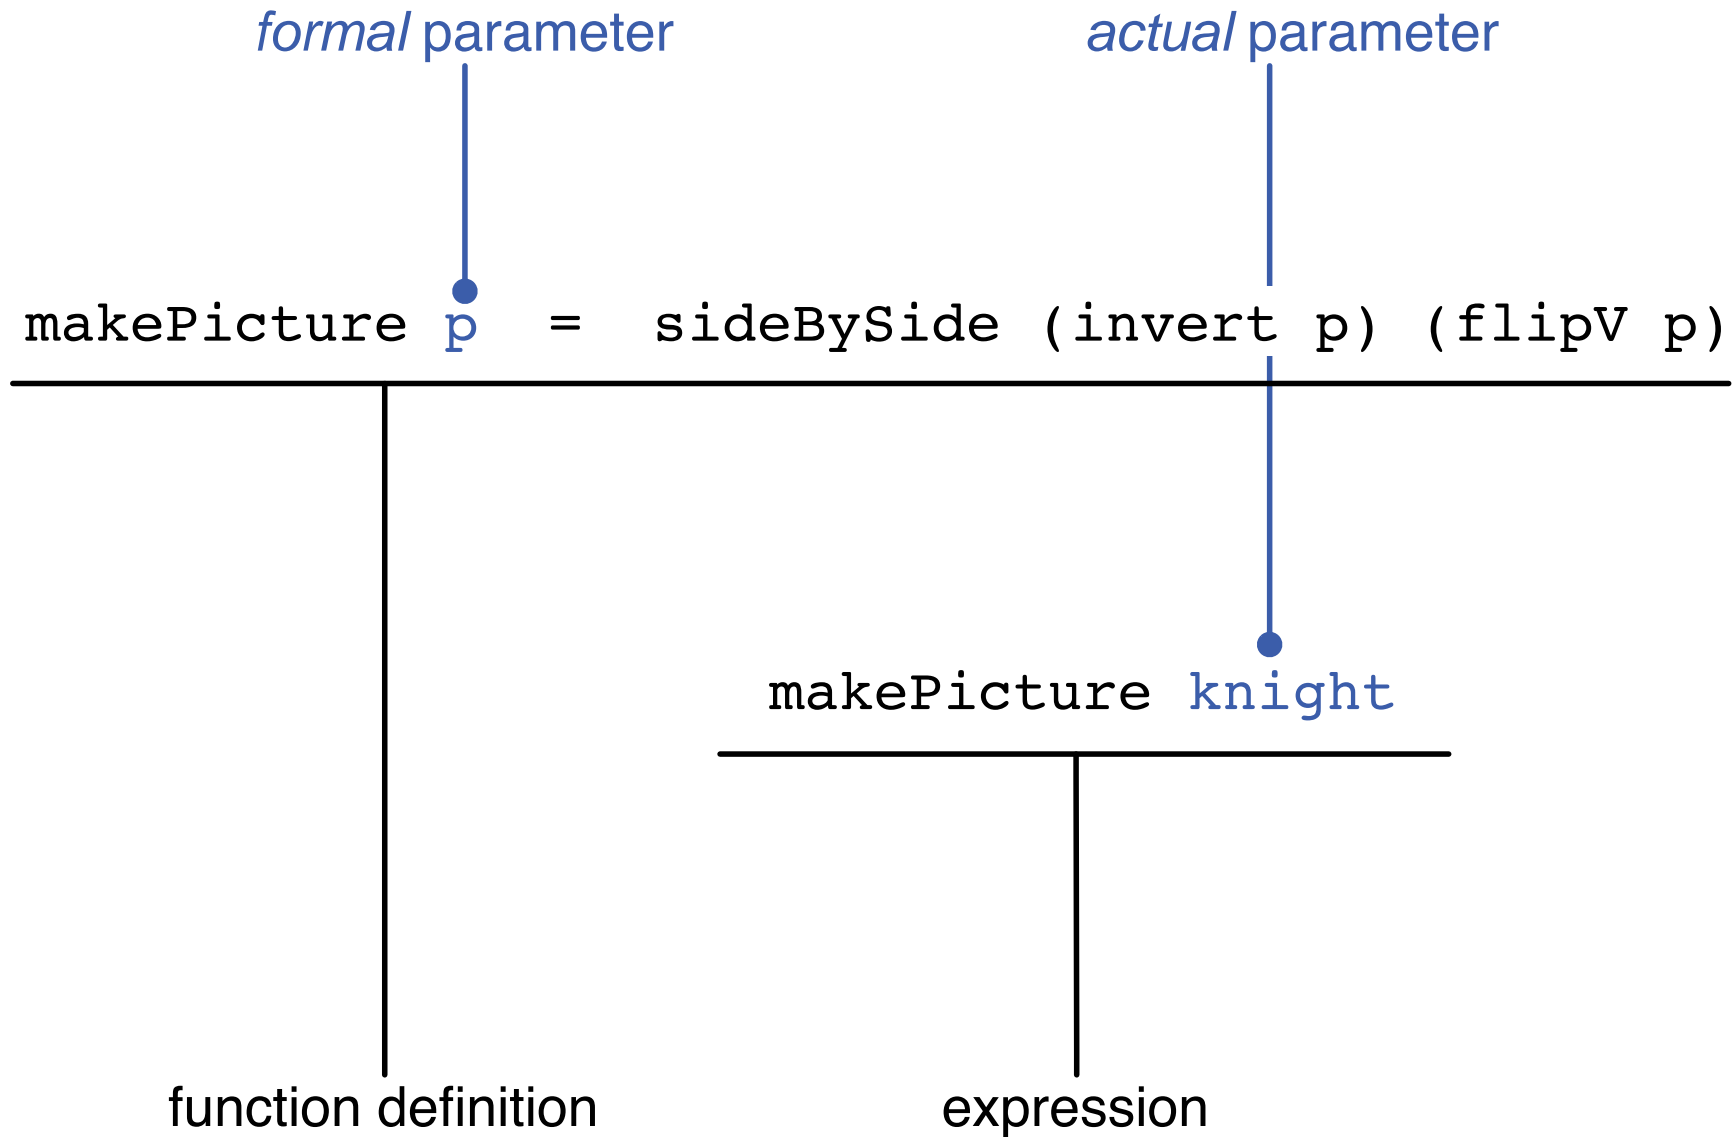 formal parameter
actual parameter
makePicture p = sideBySide (invert p) (flipV p)
makePicture knight
function definition
expression